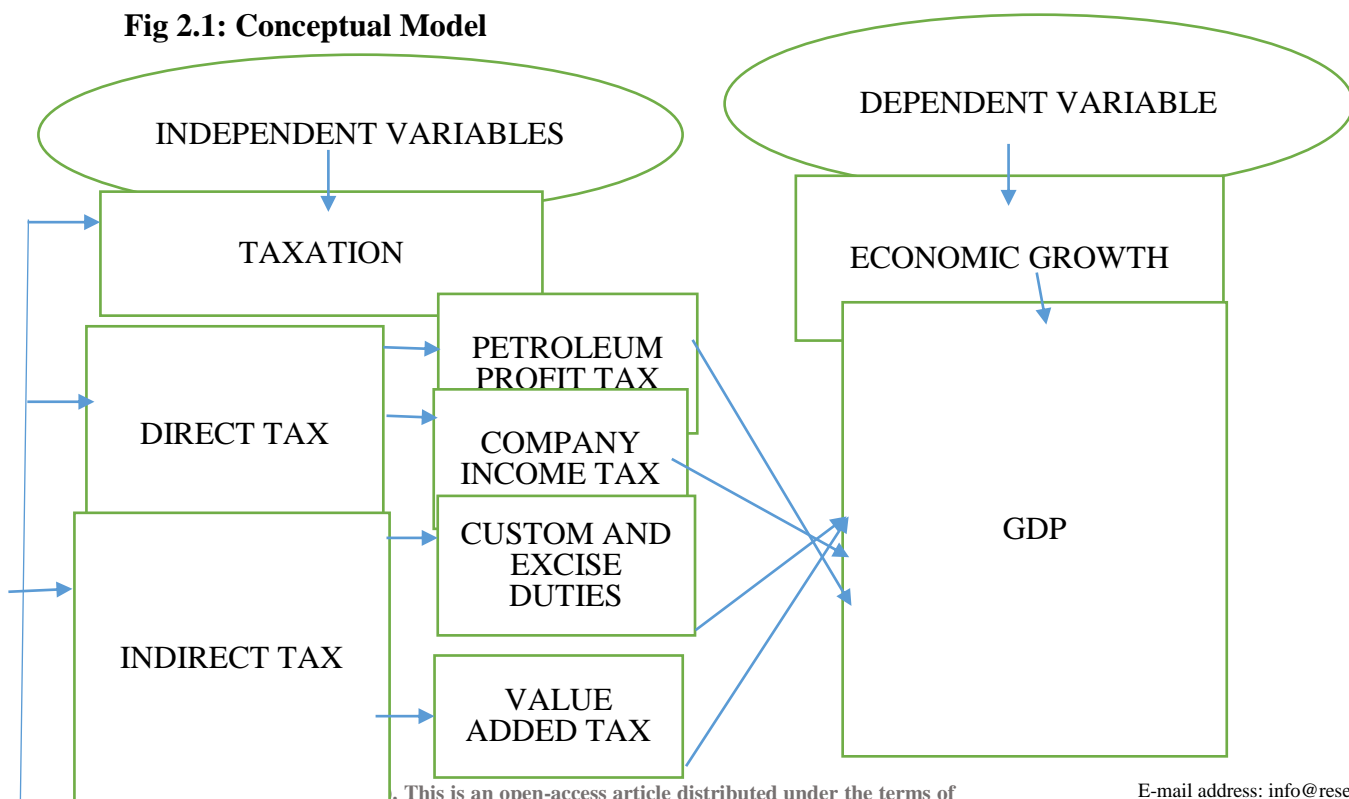 Fig 2.1: Conceptual Model
INDEPENDENT VARIABLES
DEPENDENT VARIABLE
TAXATION
ECONOMIC GROWTH
PETROLEUM
PROFIT TAX
DIRECT TAX
COMPANY
INCOME TAX
GDP
CUSTOM AND
EXCISE
DUTIES
INDIRECT TAX
VALUE
ADDED TAX
. This is an open-access article distributed under the terms of
E-mail address: info@rese